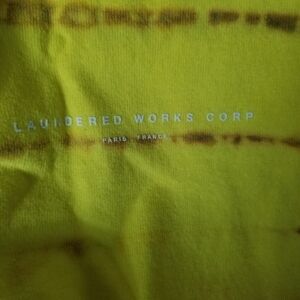 LAUNDERED WORKS CORP
PARIS, FRANCE